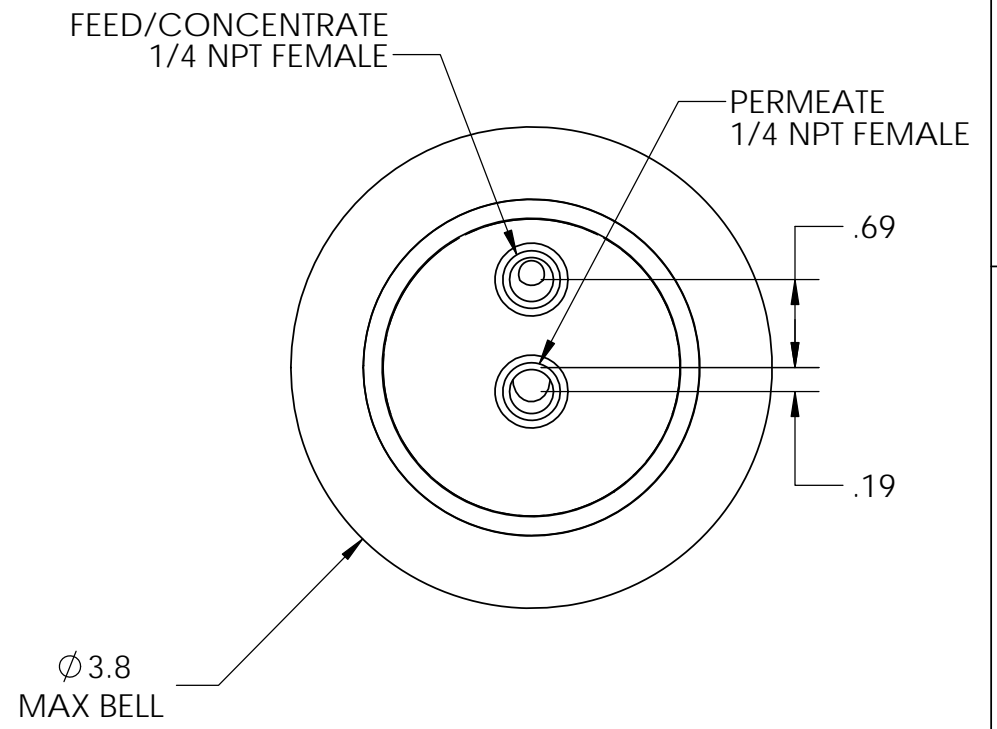 FEED/CONCENTRATE
1/4 NPT FEMALE
PERMEATE
1/4 NPT FEMALE
.69
.19
∅3.8
MAX BELL